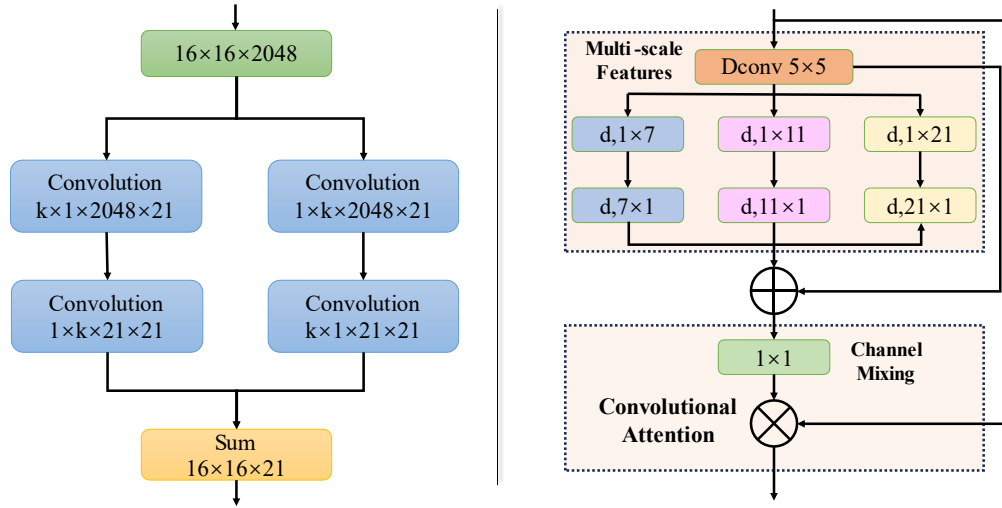 16×16×2048
Convolution
k×1×2048×21
Convolution
1×k×2048×21
Convolution
1×k×21×21
Convolution
k×1×21×21
Sum
16×16×21
Multi-scale
Features
Dconv 5×5
d,1×7
d,1×11
d,1×21
d,7×1
d,11×1
d,21×1
1×1
Channel
Mixing
Convolutional
Attention